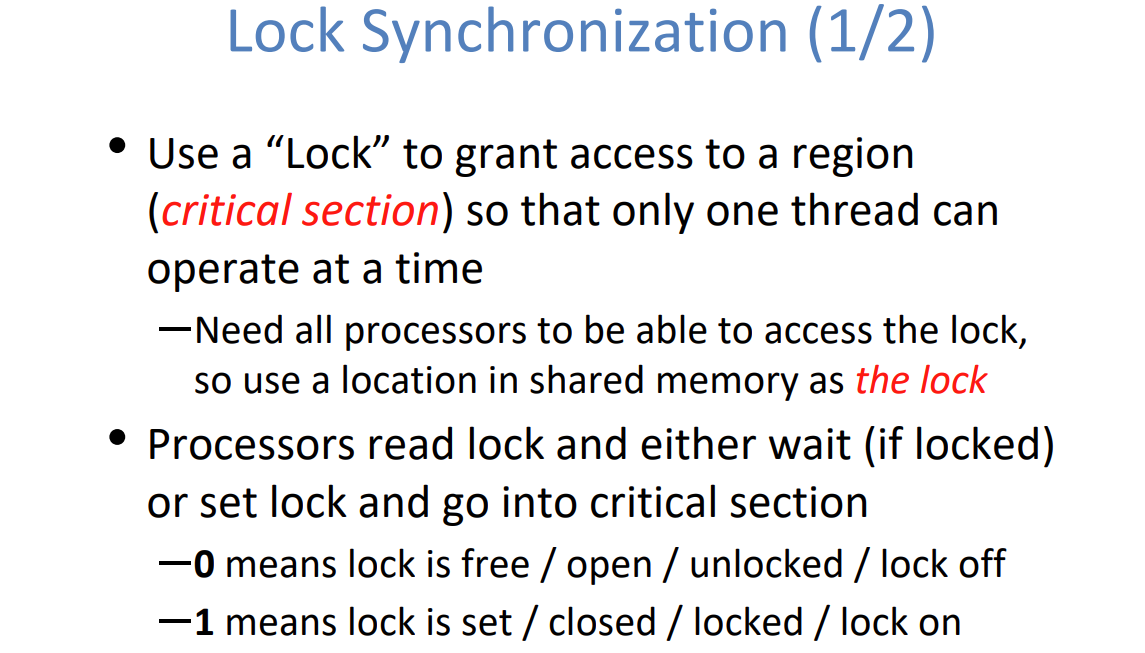 Lock Synchronization (1/2)
• Use a “Lock” to grant access to a region
(critical section) so that only one thread can
operate at a time
—Need all processors to be able to access the lock,
so use a location in shared memory as the lock
• Processors read lock and either wait (if locked)
or set lock and go into critical section
—0 means lock is free / open / unlocked / lock off
—1 means lock is set / closed / locked / lock on